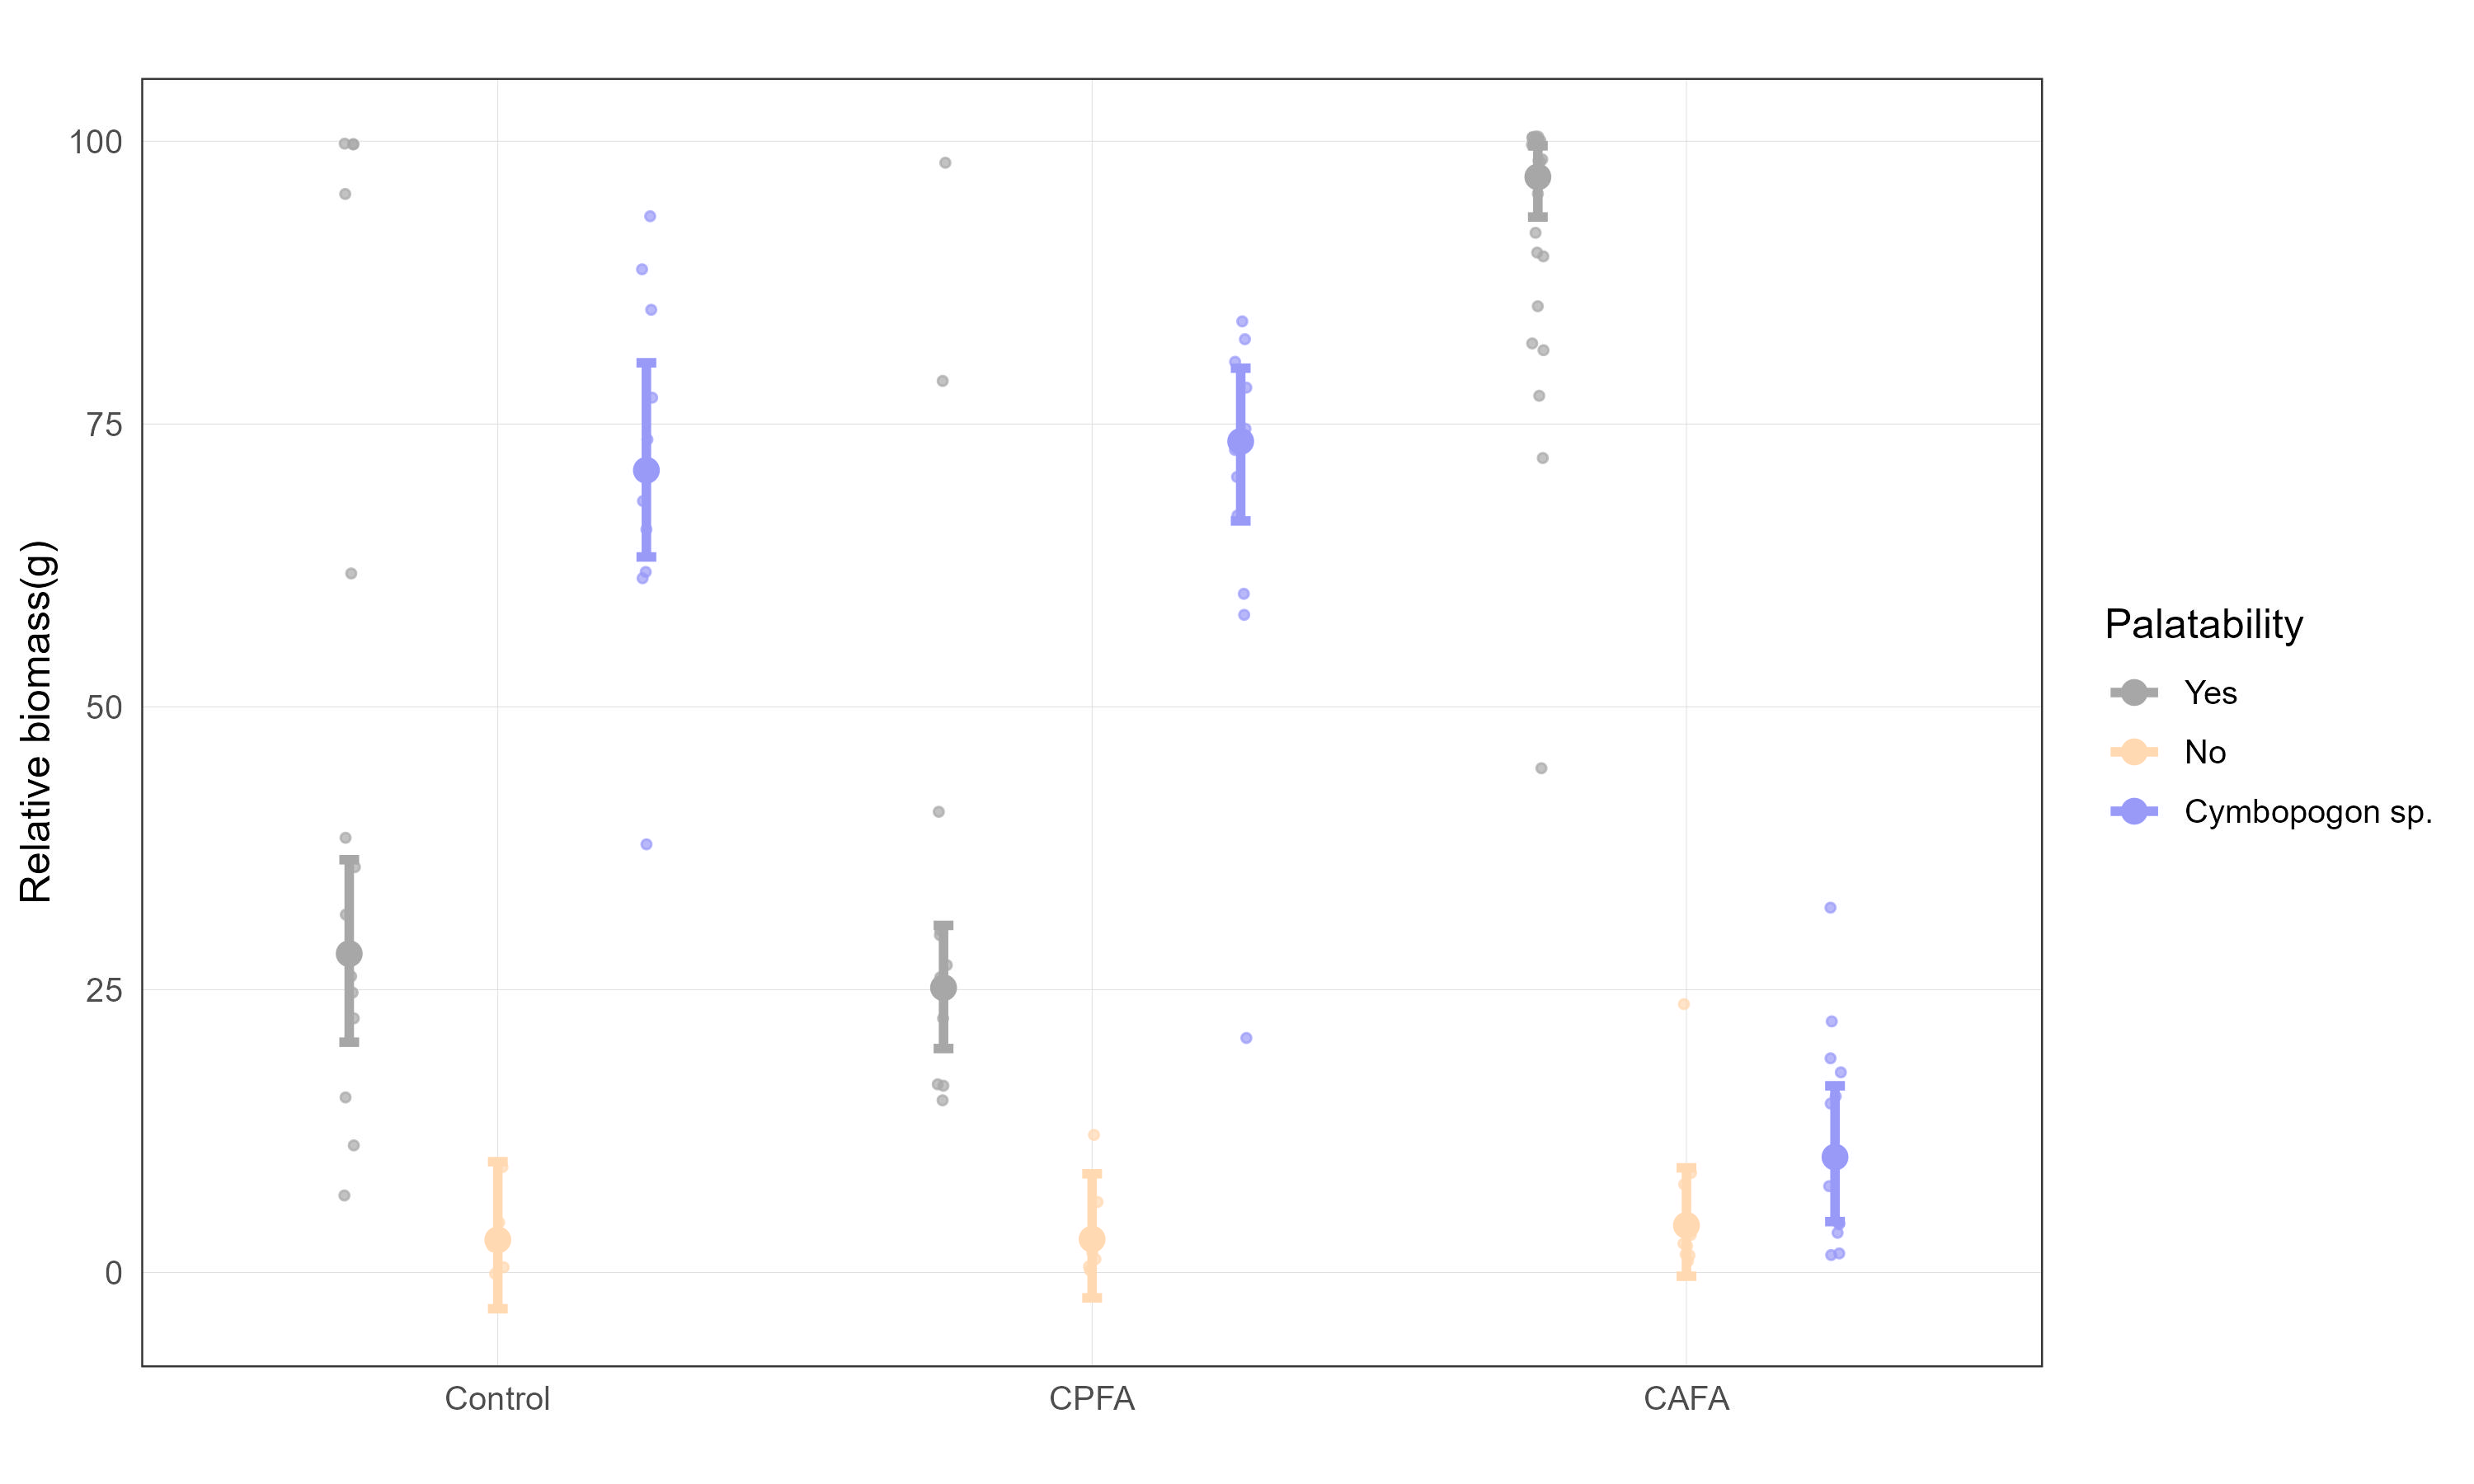 100
75
50
25
0
Relative biomass(g)
Control
CPFA
CAFA
Palatability
Yes
No
Cymbopogon sp.